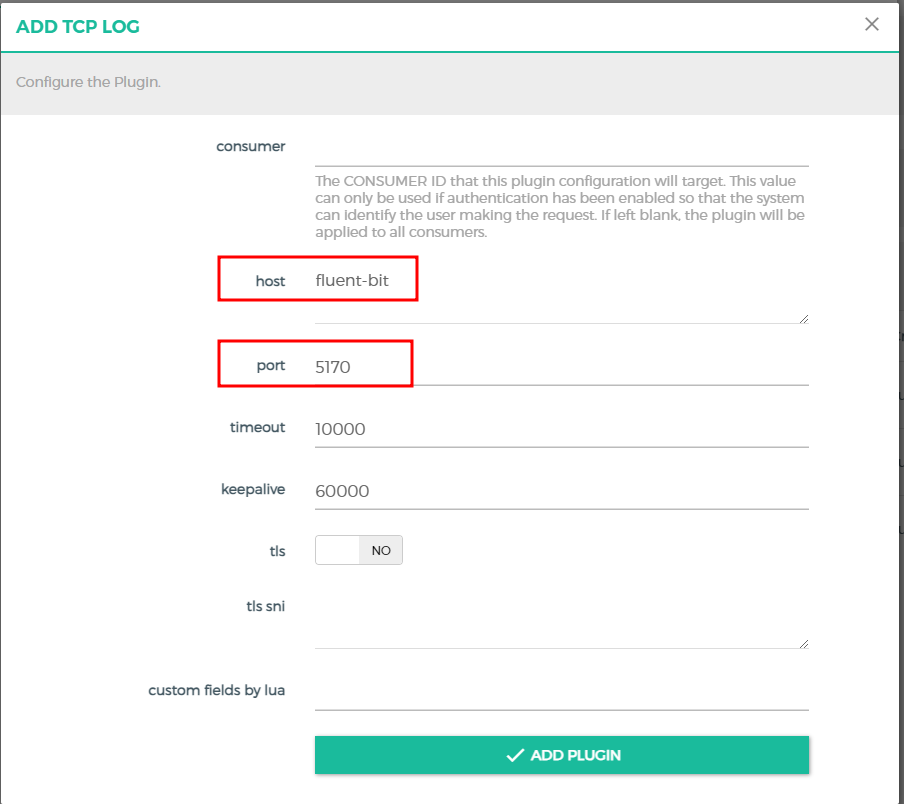 ADD TCP LOG
Configure the Plugin.
consumer
The CONSUMER ID that this plugin configuration will target. This value
can only be used if authentication has been enabled so that the system
can identify the user making the request. If left blank, the plugin will be
applied to all consumers.
host fluent-bit
port 5170
timeout 10000
keepalive 60000
tls NO
tls sni
custom fields by lua
ADD PLUGIN